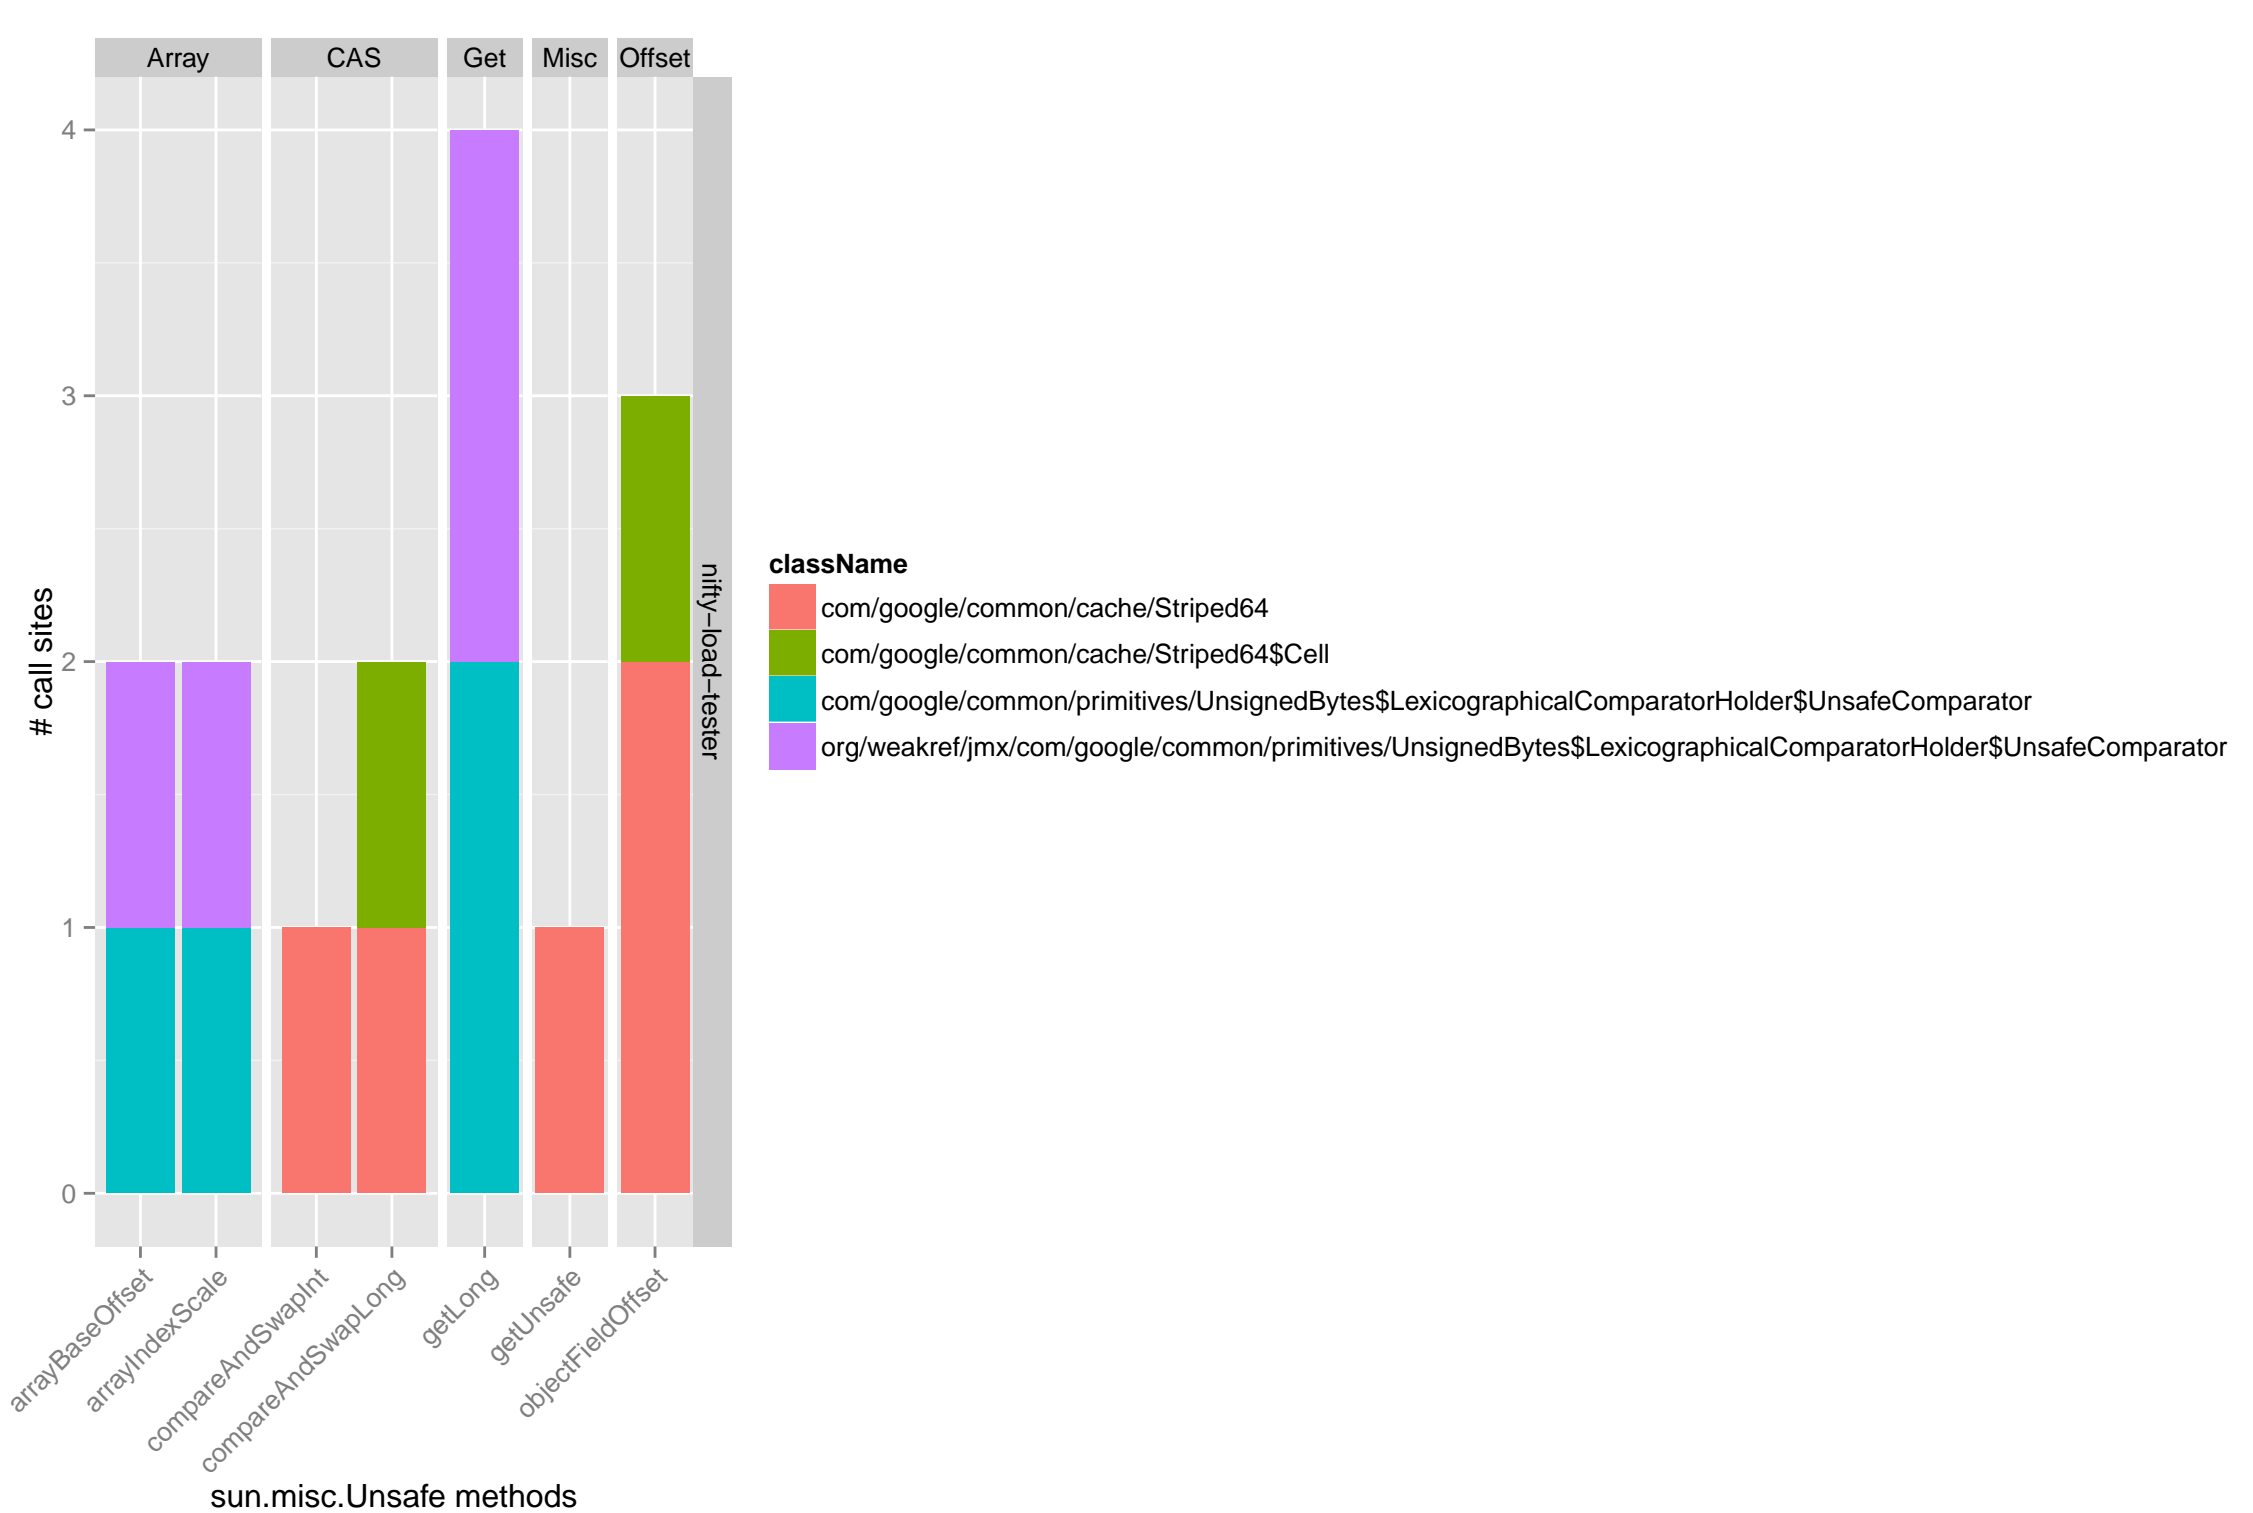 Array CAS Get Misc Offset
4
3
2
1
0
# call sites
nifty−load−tester
className
com/google/common/cache/Striped64
com/google/common/cache/Striped64$Cell
com/google/common/primitives/UnsignedBytes$LexicographicalComparatorHolder$UnsafeComparator
org/weakref/jmx/com/google/common/primitives/UnsignedBytes$LexicographicalComparatorHolder$UnsafeComparator
arrayBaseOffset
arrayIndexScale
compareAndSwapInt
compareAndSwapLong
getLong
getUnsafe
objectFieldOffset
sun.misc.Unsafe methods